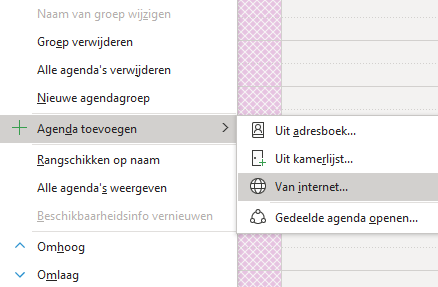 Naam groep wijzigen
Groep verwijderen
Alle agenda's verwijderen
Nieuwe agendagroep
Agenda toevoegen
Uit adresboek...
Uit kamerlijst...
Van internet...
Gedeelde agenda openen...
Rangschikken op naam
Alle agenda's weergeven
Beschikbaarheidsinfo vernieuwen
Omhoog
Omlaag